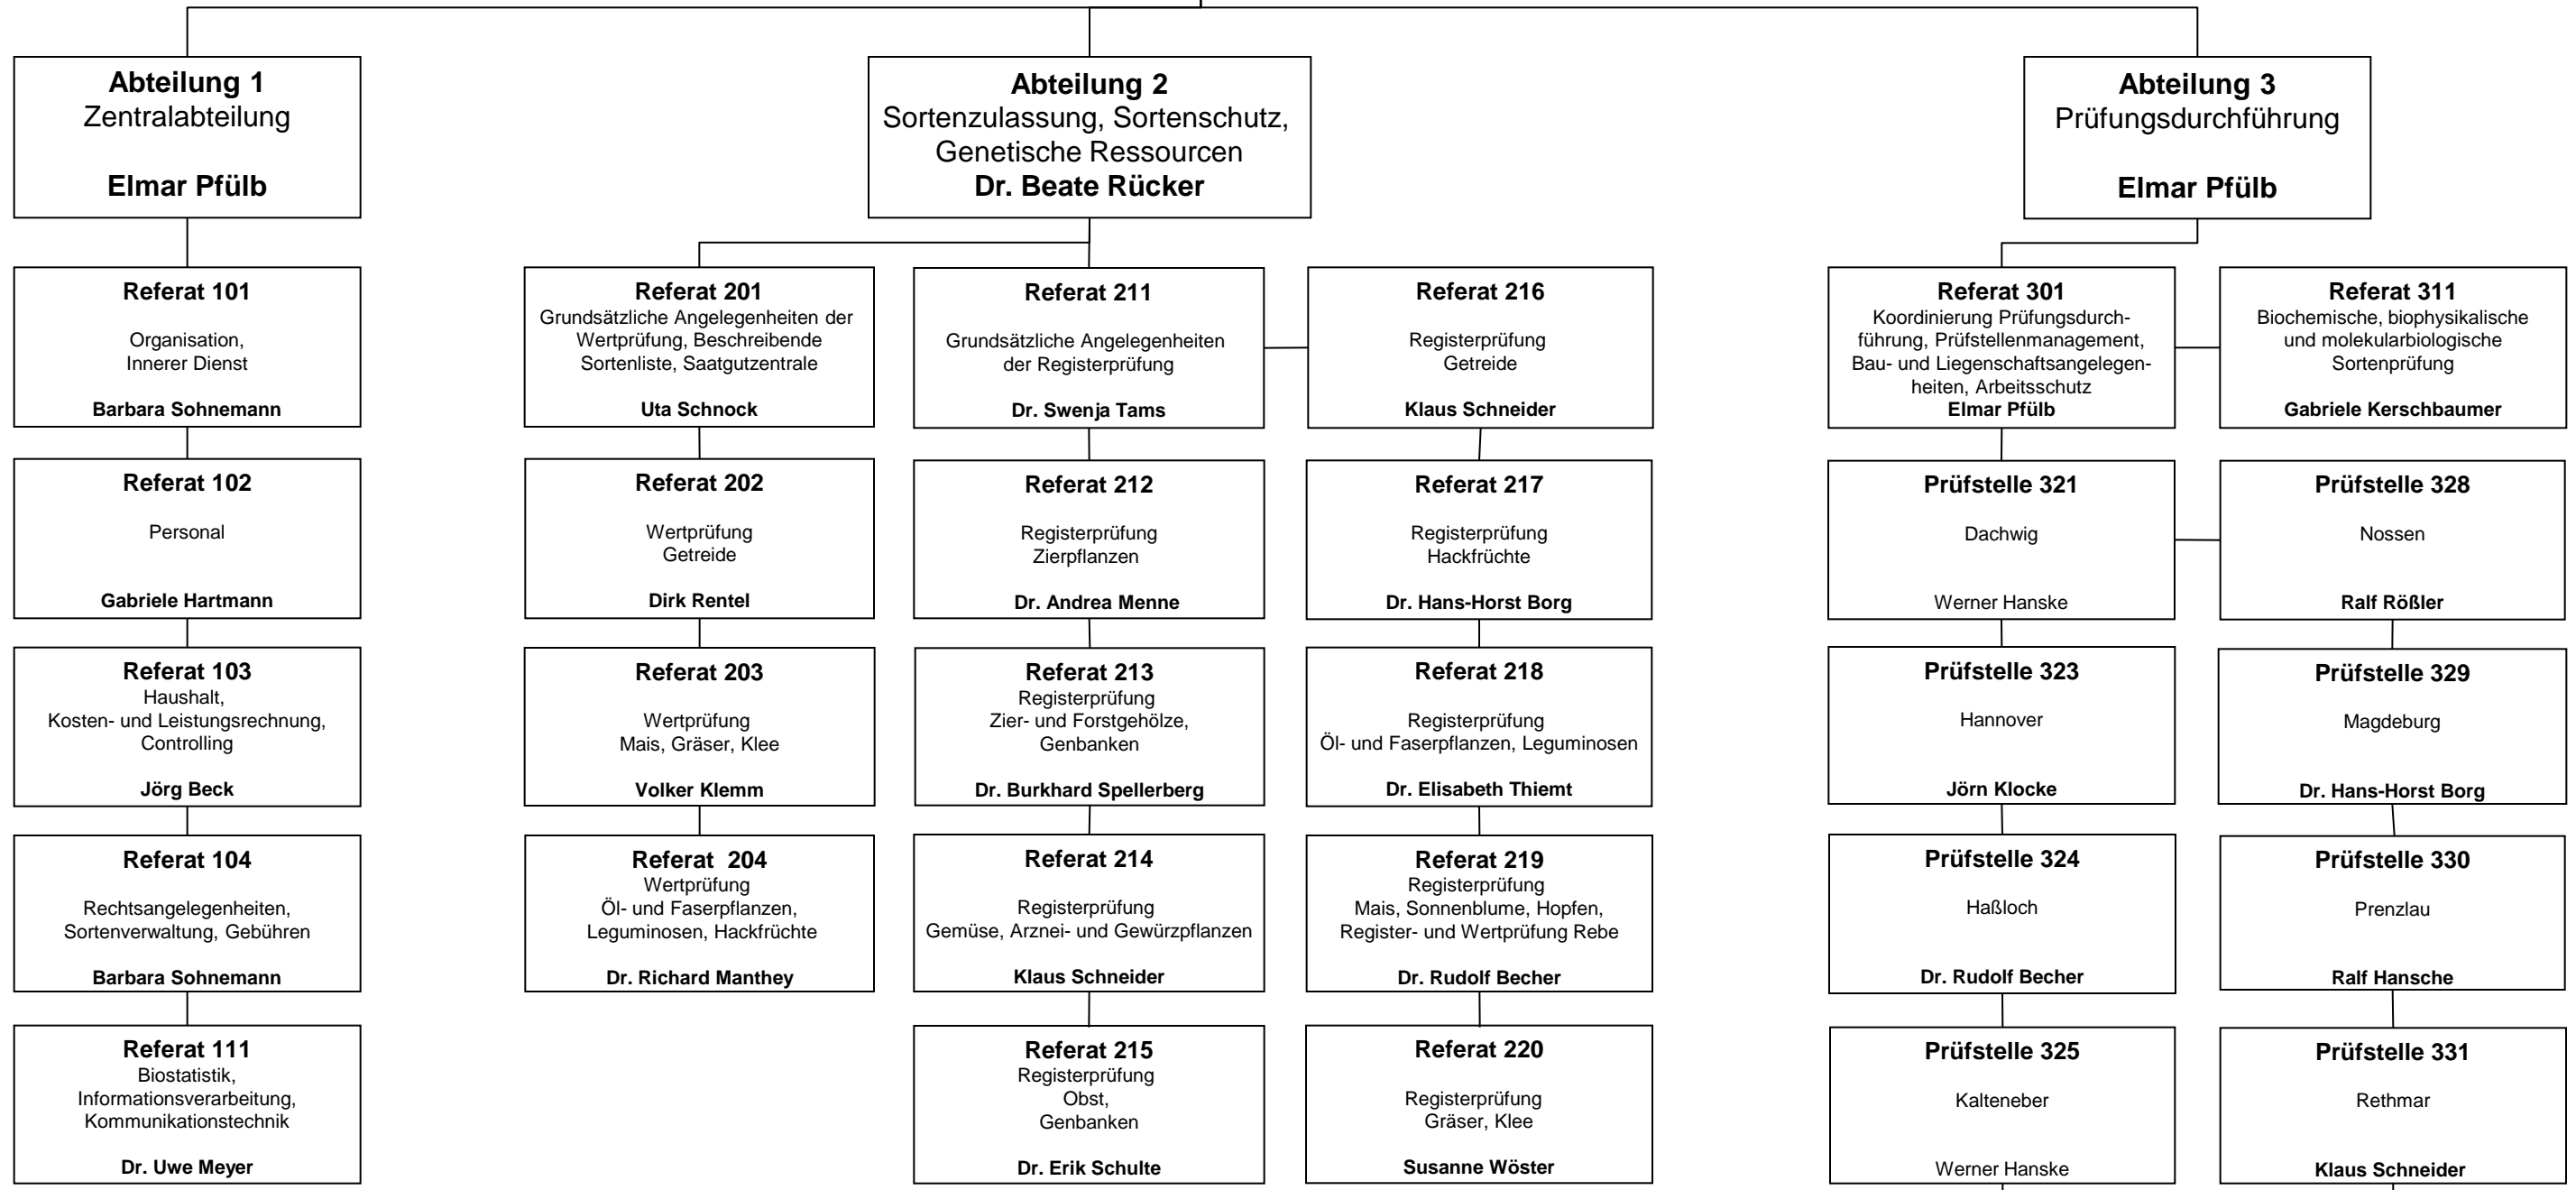 Abteilung 1
Zentralabteilung
Elmar Pfülb
Abteilung 2
Sortenzulassung, Sortenschutz,
Genetische Ressourcen
Dr. Beate Rücker
Abteilung 3
Prüfungsdurchführung
Elmar Pfülb
Referat 101
Organisation,
Innerer Dienst
Barbara Sohnemann
Referat 102
Personal
Gabriele Hartmann
Referat 103
Haushalt,
Kosten- und Leistungsrechnung,
Controlling
Jörg Beck
Referat 104
Rechtsangelegenheiten,
Sortenverwaltung, Gebühren
Barbara Sohnemann
Referat 111
Biostatistik,
Informationsverarbeitung,
Kommunikationstechnik
Dr. Uwe Meyer
Referat 201
Grundsätzliche Angelegenheiten der
Wertprüfung, Beschreibende
Sortenliste, Saatgutzentrale
Uta Schnock
Referat 202
Wertprüfung
Getreide
Dirk Rentel
Referat 203
Wertprüfung
Mais, Gräser, Klee
Volker Klemm
Referat 204
Wertprüfung
Öl- und Faserpflanzen,
Leguminosen, Hackfrüchte
Dr. Richard Manthey
Referat 211
Grundsätzliche Angelegenheiten
der Registerprüfung
Dr. Swenja Tams
Referat 212
Registerprüfung
Zierpflanzen
Dr. Andrea Menne
Referat 213
Registerprüfung
Zier- und Forstgehölze,
Genbanken
Dr. Burkhard Spellerberg
Referat 214
Registerprüfung
Gemüse, Arznei- und Gewürzpflanzen
Klaus Schneider
Referat 215
Registerprüfung
Obst,
Genbanken
Dr. Erik Schulte
Referat 216
Registerprüfung
Getreide
Klaus Schneider
Referat 217
Registerprüfung
Hackfrüchte
Dr. Hans-Horst Borg
Referat 218
Registerprüfung
Öl- und Faserpflanzen, Leguminosen
Dr. Elisabeth Thiemt
Referat 219
Registerprüfung
Mais, Sonnenblume, Hopfen,
Register- und Wertprüfung Rebe
Dr. Rudolf Becher
Referat 220
Registerprüfung
Gräser, Klee
Susanne Wöster
Referat 301
Koordinierung Prüfungsdurch-
führung, Prüfstellenmanagement,
Bau- und Liegenschaftsangelegen-
heiten, Arbeitsschutz
Elmar Pfülb
Prüfstelle 321
Dachwig
Werner Hanske
Prüfstelle 323
Hannover
Jörn Klocke
Prüfstelle 324
Haßloch
Dr. Rudolf Becher
Prüfstelle 325
Kalteneber
Werner Hanske
Referat 311
Biochemische, biophysikalische
und molekularbiologische
Sortenprüfung
Gabriele Kerschbaumer
Prüfstelle 328
Nossen
Ralf Rößler
Prüfstelle 329
Magdeburg
Dr. Hans-Horst Borg
Prüfstelle 330
Prenzlau
Ralf Hansche
Prüfstelle 331
Rethmar
Klaus Schneider